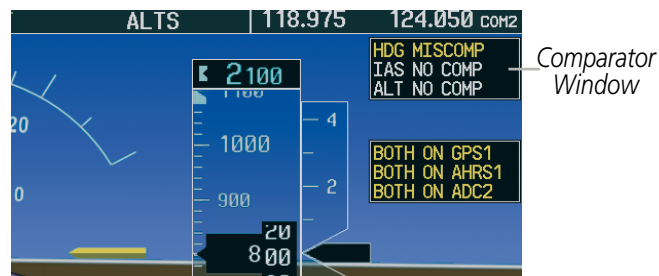 ALTS 118.975 124.050 COM2
HDG MISCOMP
IAS NO COMP
ALT NO COMP
Comparator
Window
2100
1100
4
20
1000
BOTH ON GPS1
BOTH ON AHRS1
BOTH ON ADC2
2
0
900
20
800